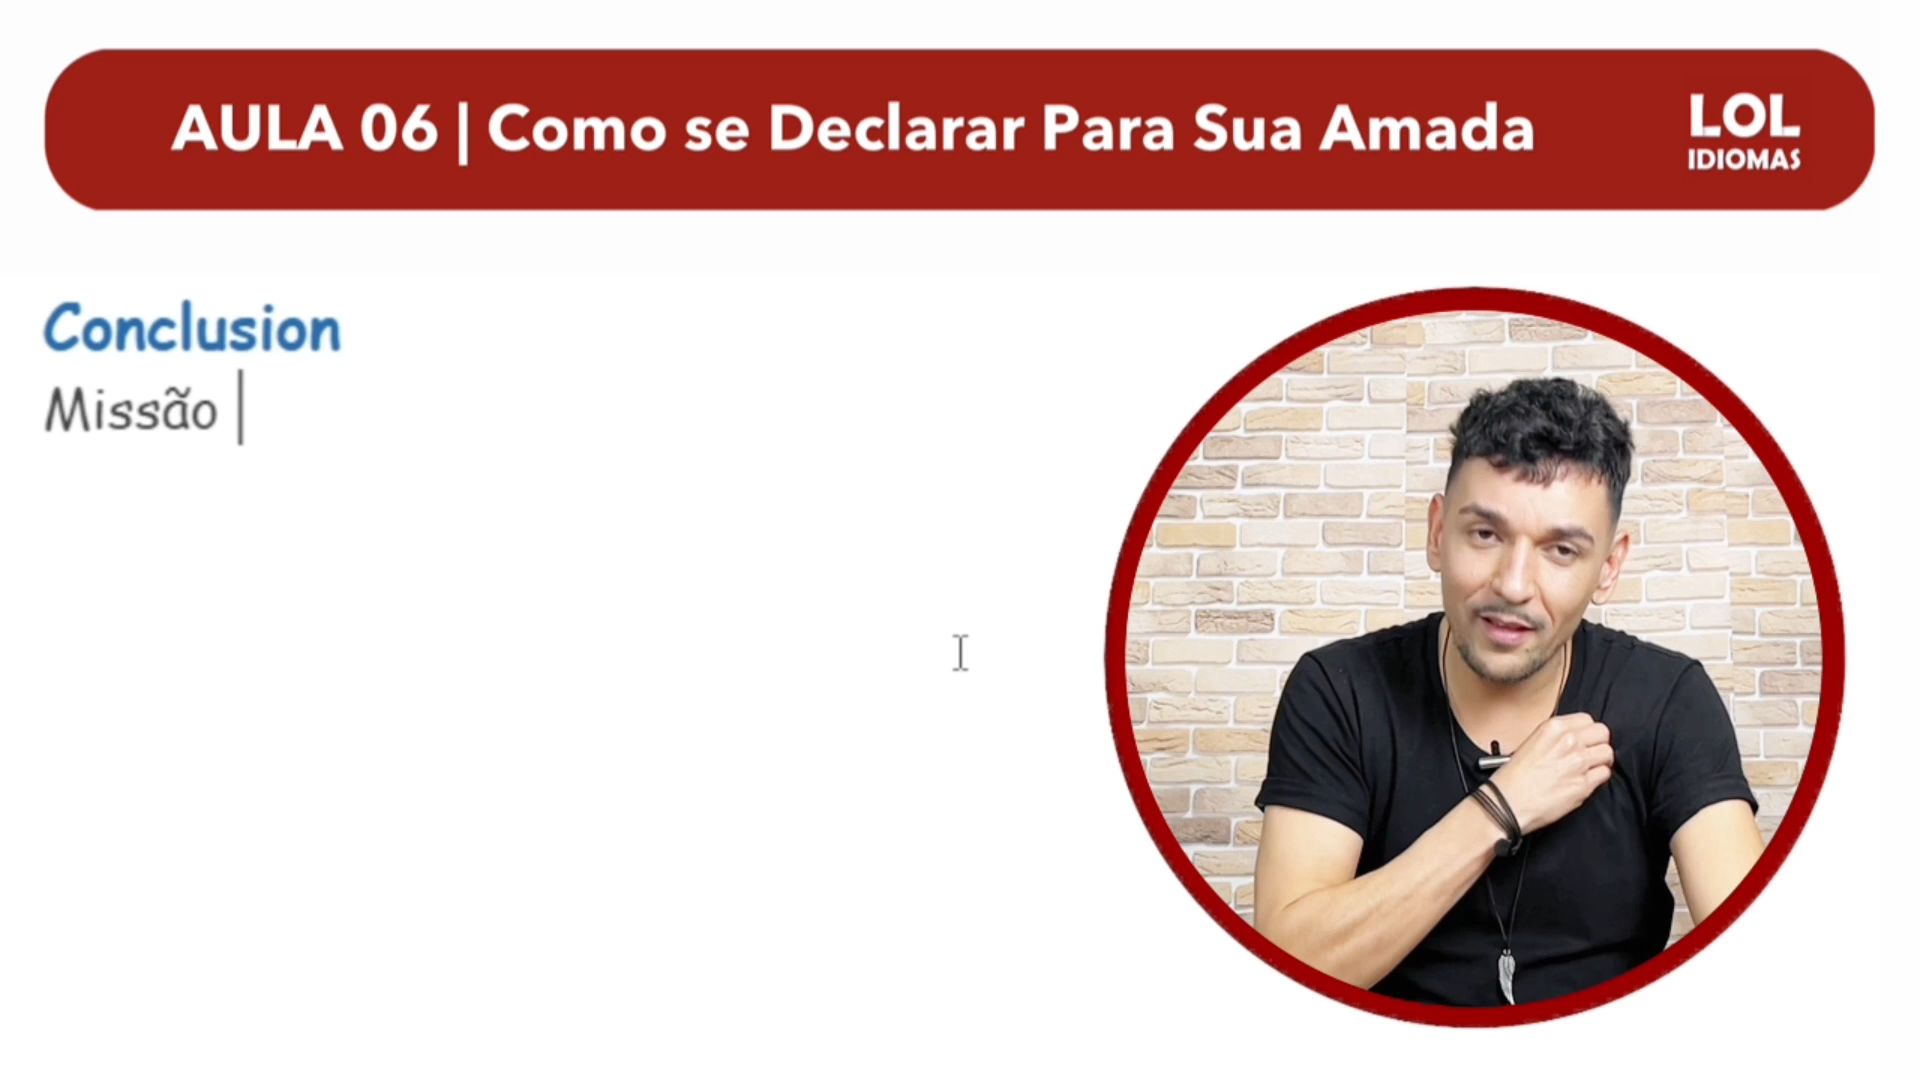 AULA 06 | Como se Declarar Para Sua Amada
LOL
IDIOMAS
Conclusion
Missão